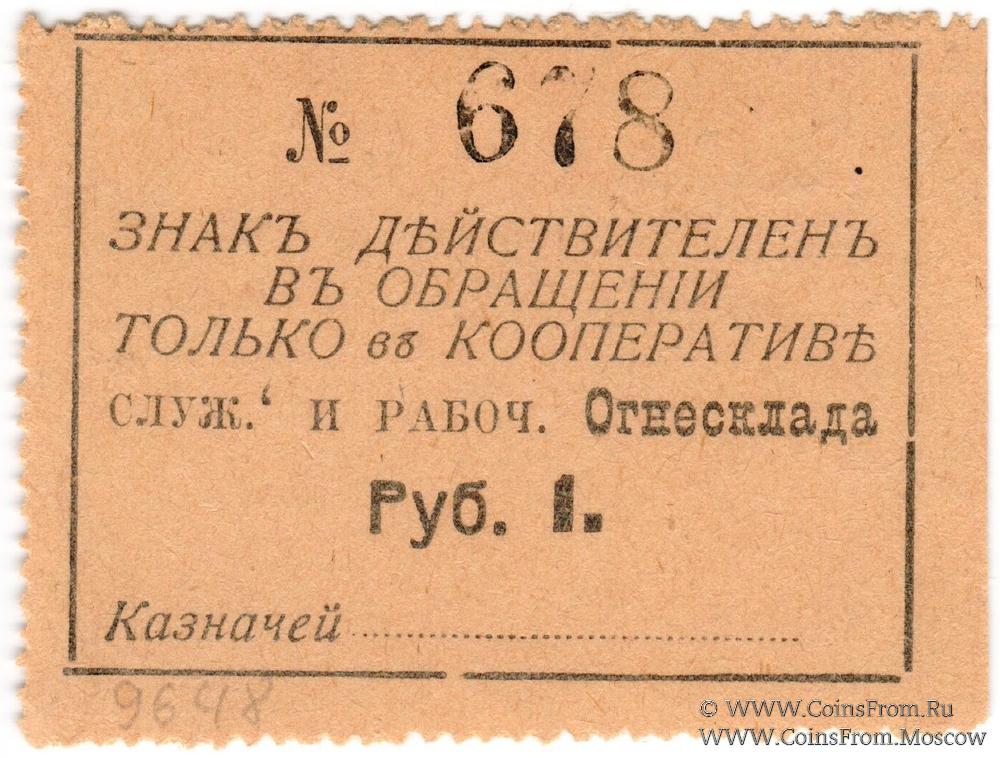 № 678
ЗНАКЪ ДѢЙСТВИТЕЛЕНЪ
ВЪ ОБРАЩЕНІИ
ТОЛЬКО въ КООПЕРАТИВѢ
СЛУЖ.‘ И РАБОЧ. Огнесклада
Руб. 1.
Казначей
9648
© WWW.CoinsFrom.Ru
WWW.CoinsFrom.Moscow